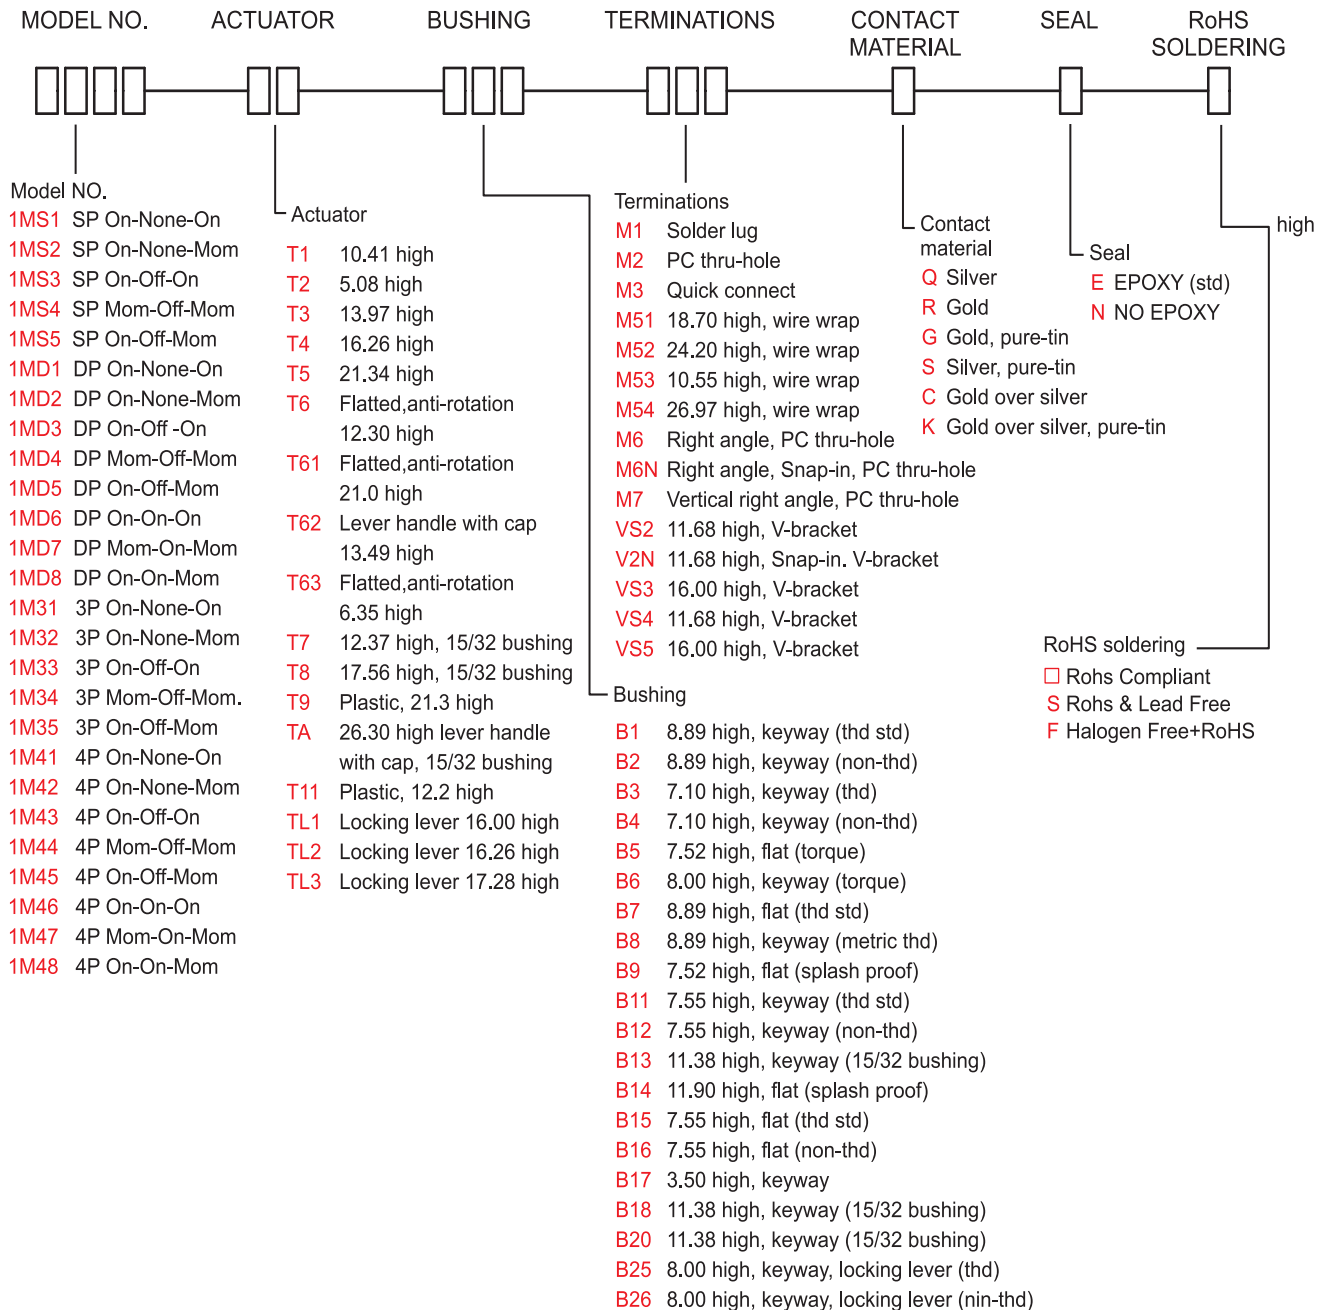 MODEL NO.
ACTUATOR
BUSHING
TERMINATIONS
CONTACT
MATERIAL
SEAL
RoHS
SOLDERING
Model NO.
1MS1 SP On-None-On
1MS2 SP On-None-Mom
1MS3 SP On-Off-On
1MS4 SP Mom-Off-Mom
1MS5 SP On-Off-Mom
1MD1 DP On-None-On
1MD2 DP On-None-Mom
1MD3 DP On-Off -On
1MD4 DP Mom-Off-Mom
1MD5 DP On-Off-Mom
1MD6 DP On-On-On
1MD7 DP Mom-On-Mom
1MD8 DP On-On-Mom
1M31 3P On-None-On
1M32 3P On-None-Mom
1M33 3P On-Off-On
1M34 3P Mom-Off-Mom.
1M35 3P On-Off-Mom
1M41 4P On-None-On
1M42 4P On-None-Mom
1M43 4P On-Off-On
1M44 4P Mom-Off-Mom
1M45 4P On-Off-Mom
1M46 4P On-On-On
1M47 4P Mom-On-Mom
1M48 4P On-On-Mom
Actuator
T1 10.41 high
T2 5.08 high
T3 13.97 high
T4 16.26 high
T5 21.34 high
T6 Flatted,anti-rotation
12.30 high
T61 Flatted,anti-rotation
21.0 high
T62 Lever handle with cap
13.49 high
T63 Flatted,anti-rotation
6.35 high
T7 12.37 high, 15/32 bushing
T8 17.56 high, 15/32 bushing
T9 Plastic, 21.3 high
TA 26.30 high lever handle
with cap, 15/32 bushing
T11 Plastic, 12.2 high
TL1 Locking lever 16.00 high
TL2 Locking lever 16.26 high
TL3 Locking lever 17.28 high
Terminations
M1 Solder lug
M2 PC thru-hole
M3 Quick connect
M51 18.70 high, wire wrap
M52 24.20 high, wire wrap
M53 10.55 high, wire wrap
M54 26.97 high, wire wrap
M6 Right angle, PC thru-hole
M6N Right angle, Snap-in, PC thru-hole
M7 Vertical right angle, PC thru-hole
VS2 11.68 high, V-bracket
V2N 11.68 high, Snap-in. V-bracket
VS3 16.00 high, V-bracket
VS4 11.68 high, V-bracket
VS5 16.00 high, V-bracket
Bushing
B1 8.89 high, keyway (thd std)
B2 8.89 high, keyway (non-thd)
B3 7.10 high, keyway (thd)
B4 7.10 high, keyway (non-thd)
B5 7.52 high, flat (torque)
B6 8.00 high, keyway (torque)
B7 8.89 high, flat (thd std)
B8 8.89 high, keyway (metric thd)
B9 7.52 high, flat (splash proof)
B11 7.55 high, keyway (thd std)
B12 7.55 high, keyway (non-thd)
B13 11.38 high, keyway (15/32 bushing)
B14 11.90 high, flat (splash proof)
B15 7.55 high, flat (thd std)
B16 7.55 high, flat (non-thd)
B17 3.50 high, keyway
B18 11.38 high, keyway (15/32 bushing)
B20 11.38 high, keyway (15/32 bushing)
B25 8.00 high, keyway, locking lever (thd)
B26 8.00 high, keyway, locking lever (nin-thd)
Contact
material
Q Silver
R Gold
G Gold, pure-tin
S Silver, pure-tin
C Gold over silver
K Gold over silver, pure-tin
Seal
E EPOXY (std)
N NO EPOXY
high
RoHS soldering
□ Rohs Compliant
S Rohs & Lead Free
F Halogen Free+RoHS